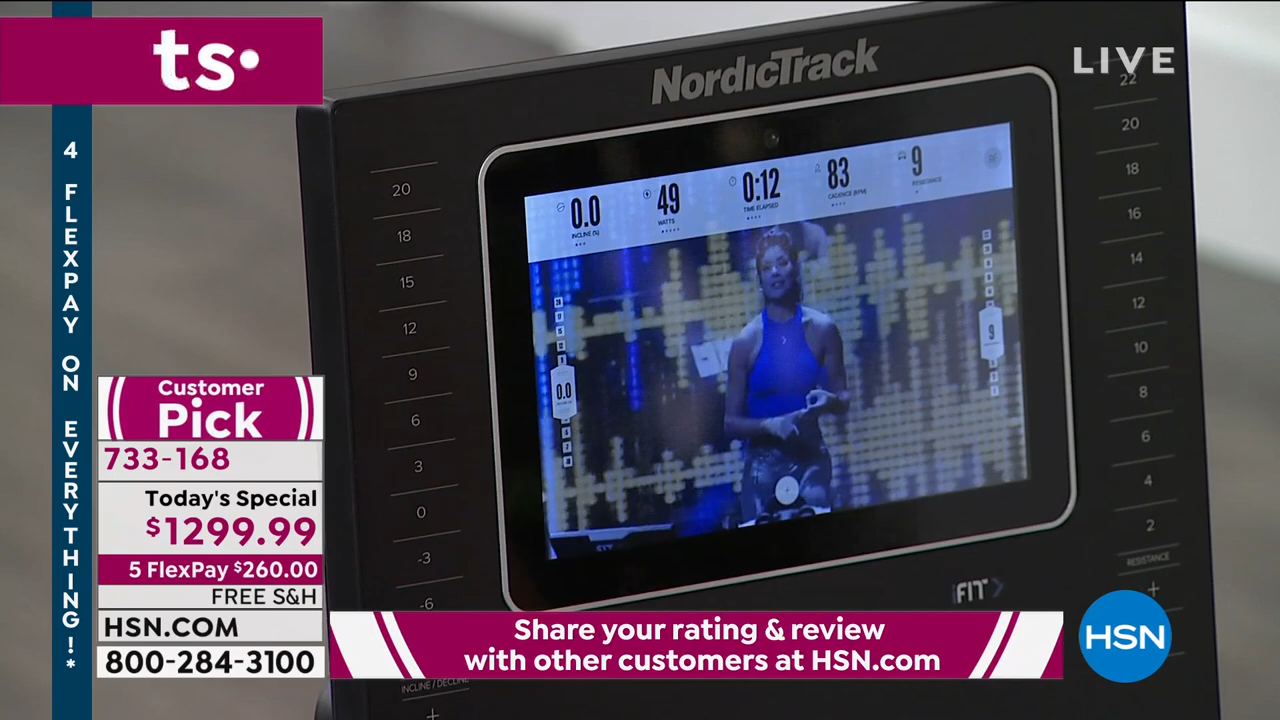 ts.
LIVE
4 FLEXPAY ON EVERYTHING!*
NORDICTRACK
0.0
INCLINE (%)
49
WATTS
0:12
TIME ELAPSED
83
CADENCE (RPM)
9
RESISTANCE
0.0
9
20
18
15
12
9
6
3
0
-3
-6
INCLINE / DECLINE
+
22
20
18
16
14
12
10
8
6
4
2
RESISTANCE
+
iFIT
Customer
Pick
733-168
Today's Special
$1299.99
5 FlexPay $260.00
FREE S&H
HSN.COM
800-284-3100
Share your rating & review
with other customers at HSN.com
HSN